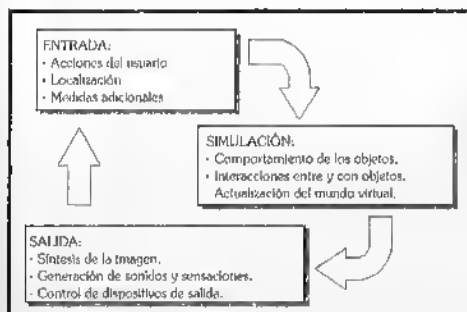 ENTRADA:
· Acciones del usuario
· Localización
· Medidas adicionales
SIMULACIÓN:
· Comportamiento de los objetos.
· Interacciones entre y con objetos.
Actualización del mundo virtual.
SALIDA:
· Síntesis de la imagen.
· Generación de sonidos y sensaciones.
· Control de dispositivos de salida.